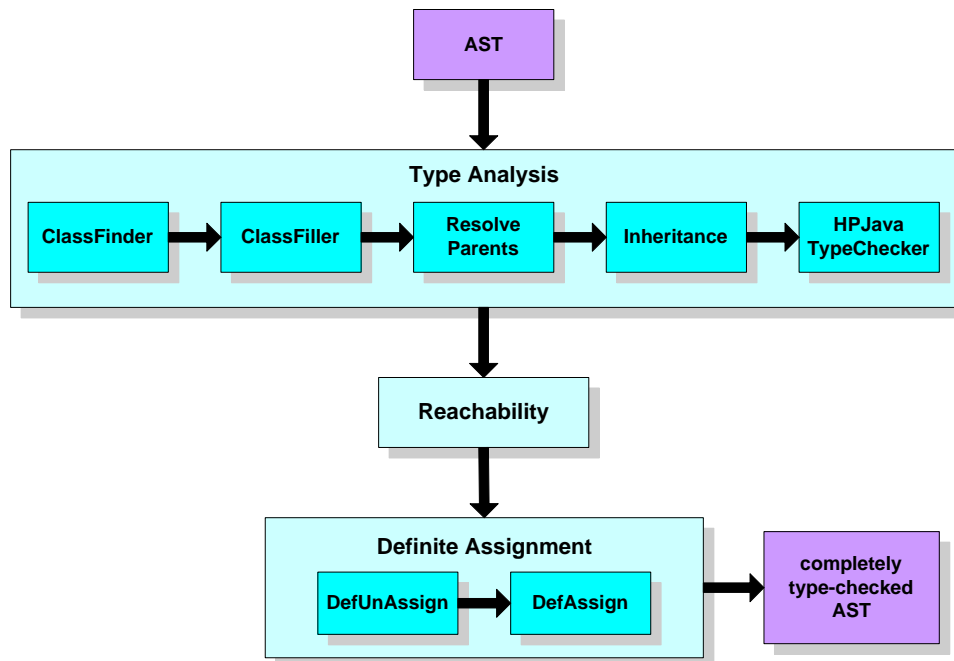 AST
Type Analysis
ClassFinder
ClassFiller
Resolve
Parents
Inheritance
HPJava
TypeChecker
Reachability
Definite Assignment
DefUnAssign
DefAssign
completely
type-checked
AST